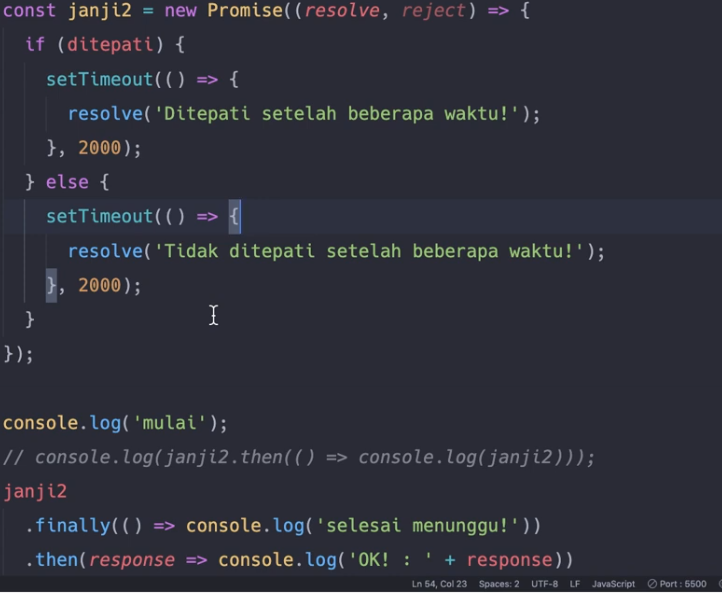 const janji2 = new Promise((resolve, reject) => {
  if (ditepati) {
    setTimeout(() => {
      resolve('Ditepati setelah beberapa waktu!');
    }, 2000);
  } else {
    setTimeout(() => {
      resolve('Tidak ditepati setelah beberapa waktu!');
    }, 2000);
  }
});
console.log('mulai');
// console.log(janji2.then(() => console.log(janji2)));
janji2
  .finally(() => console.log('selesai menunggu!'))
  .then(response => console.log('OK! : ' + response))
Ln 54, Col 23 Spaces: 2 UTF-8 LF JavaScript Port : 5500